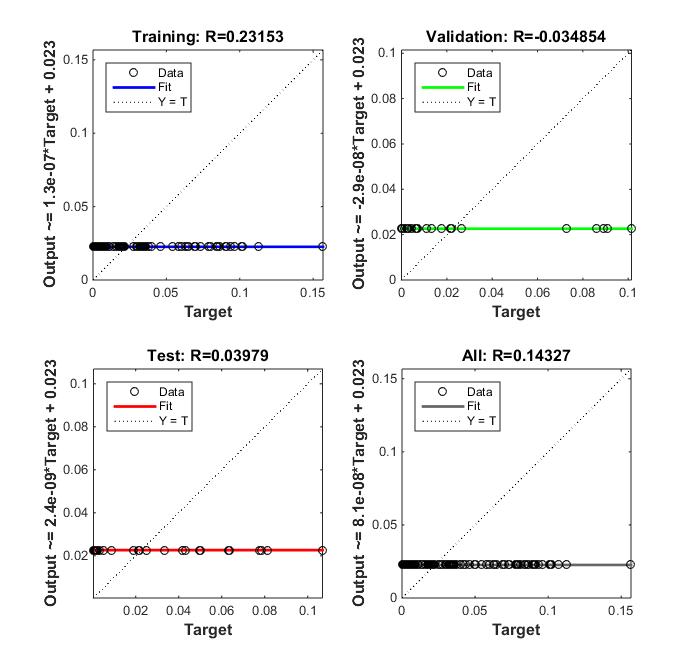 Training: R=0.23153
Output ~= 1.3e-07*Target + 0.023
0.15
0.1
0.05
0
Data
Fit
Y = T
0
0.05
0.1
0.15
Target
Validation: R=-0.034854
Output ~= -2.9e-08*Target + 0.023
0.1
0.08
0.06
0.04
0.02
0
Data
Fit
Y = T
0
0.02
0.04
0.06
0.08
0.1
Target
Test: R=0.03979
Output ~= 2.4e-09*Target + 0.023
0.1
0.08
0.06
0.04
0.02
Data
Fit
Y = T
0.02
0.04
0.06
0.08
0.1
Target
All: R=0.14327
Output ~= 8.1e-08*Target + 0.023
0.15
0.1
0.05
0
Data
Fit
Y = T
0
0.05
0.1
0.15
Target